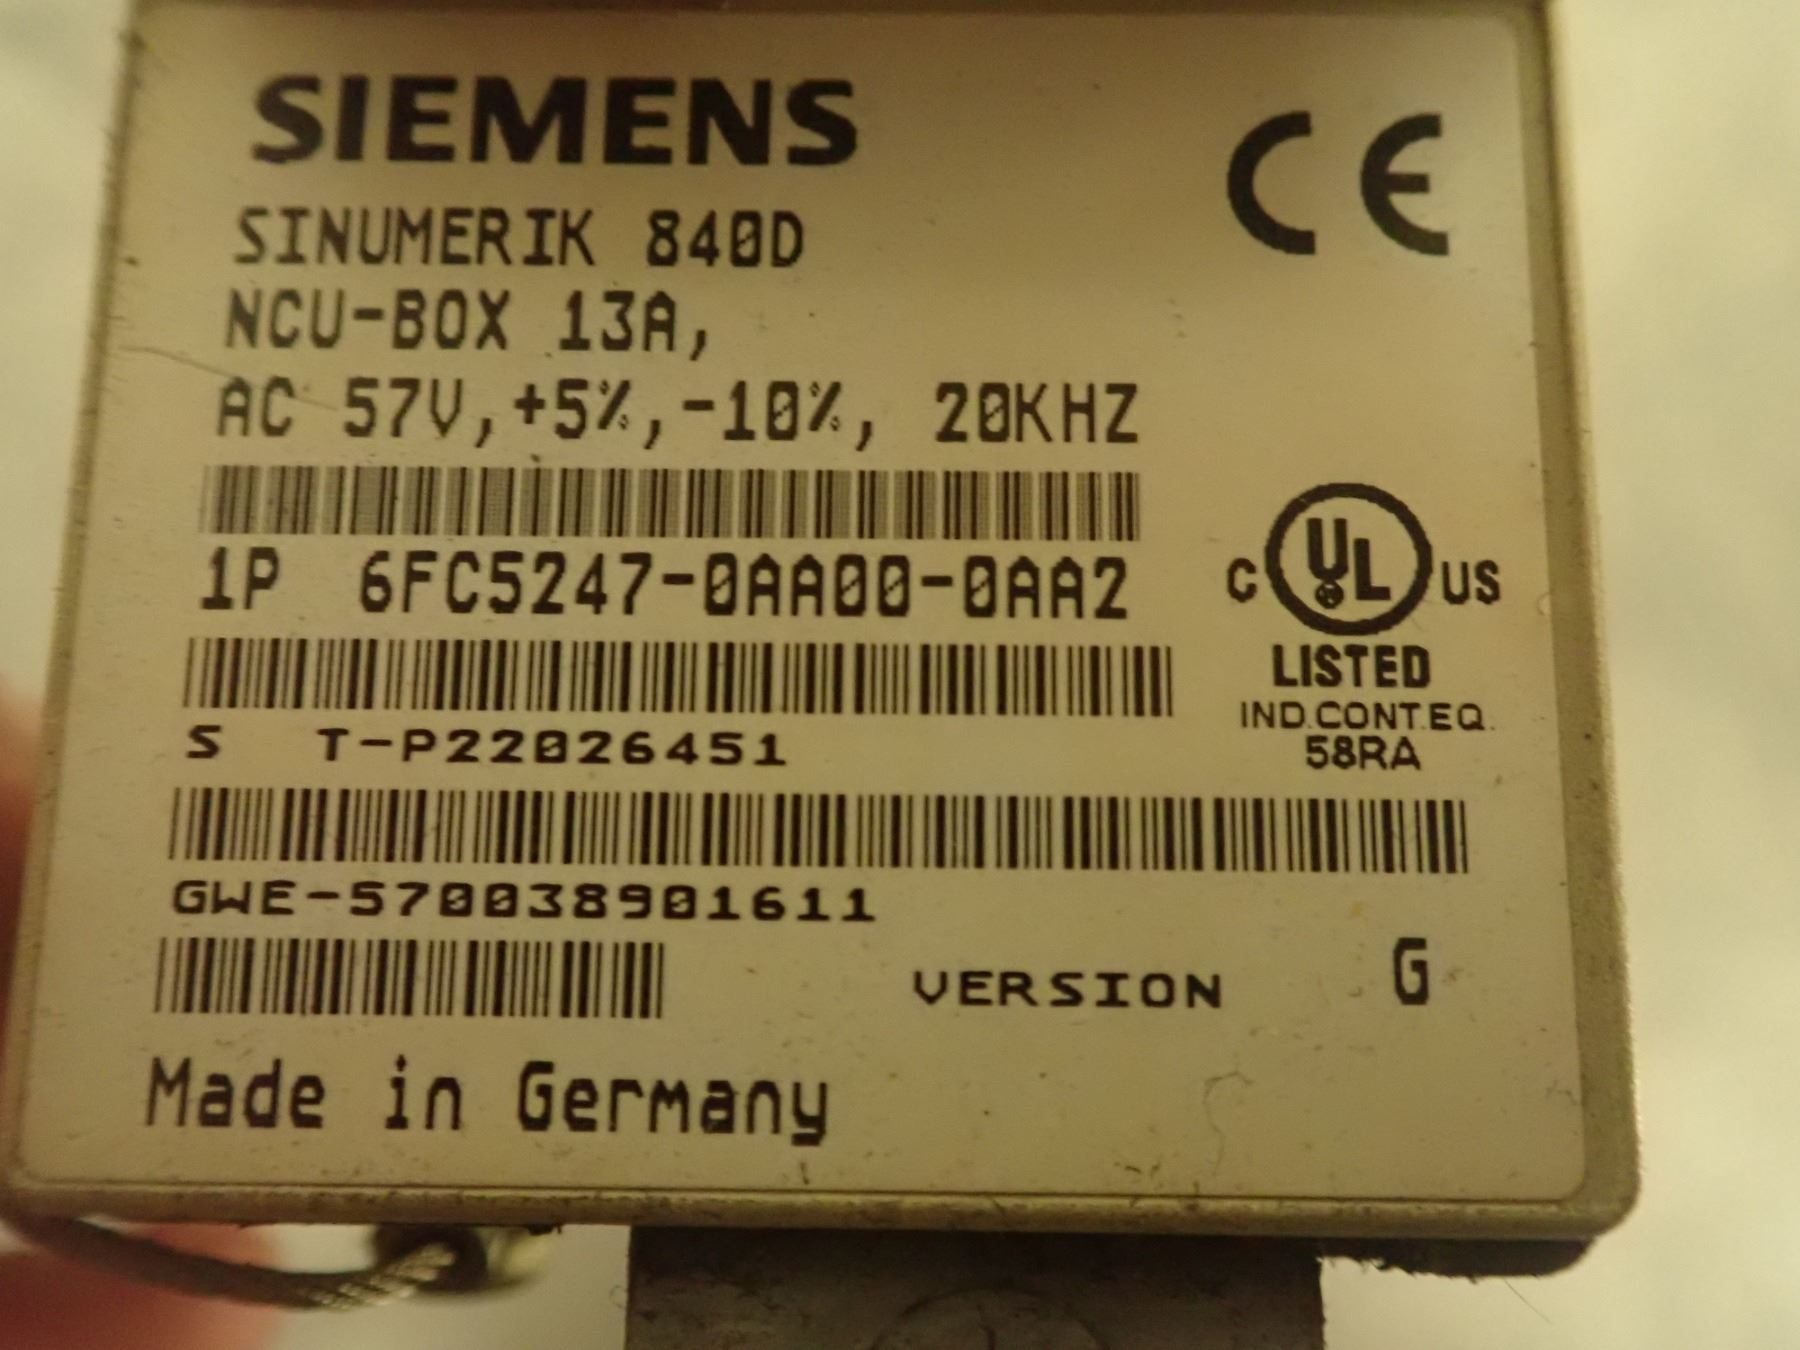 SIEMENS
CE
SINUMERIK 840D
NCU-BOX 13A,
AC 57V,+5%,-10%, 20KHZ
1P 6FC5247-0AA00-0AA2
C UL US
LISTED
IND.CONT.EQ.
58RA
S T-P22026451
GWE-570038901611
VERSION G
Made in Germany